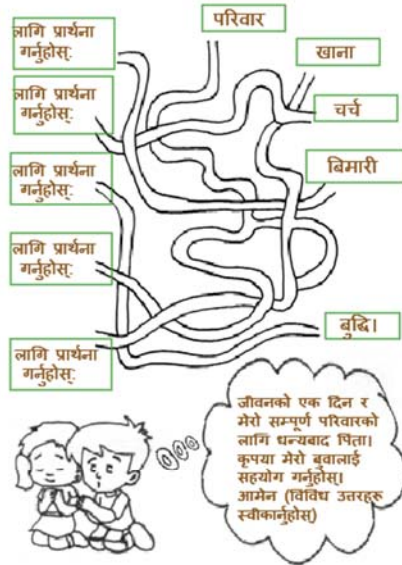 लागि प्रार्थना
गर्नुहोस्:
लागि प्रार्थना
गर्नुहोस्:
लागि प्रार्थना
गर्नुहोस्:
लागि प्रार्थना
गर्नुहोस्:
लागि प्रार्थना
गर्नुहोस्:
परिवार
खाना
चर्च
बिमारी
बुद्धि।
जीवनको एक दिन र
मेरो सम्पूर्ण परिवारको
लागि धन्यबाद पिता।
कृपया मेरो बुवालाई
सहयोग गर्नुहोस्।
आमेन (विविध उत्तरहरू
स्वीकार्नुहोस्)